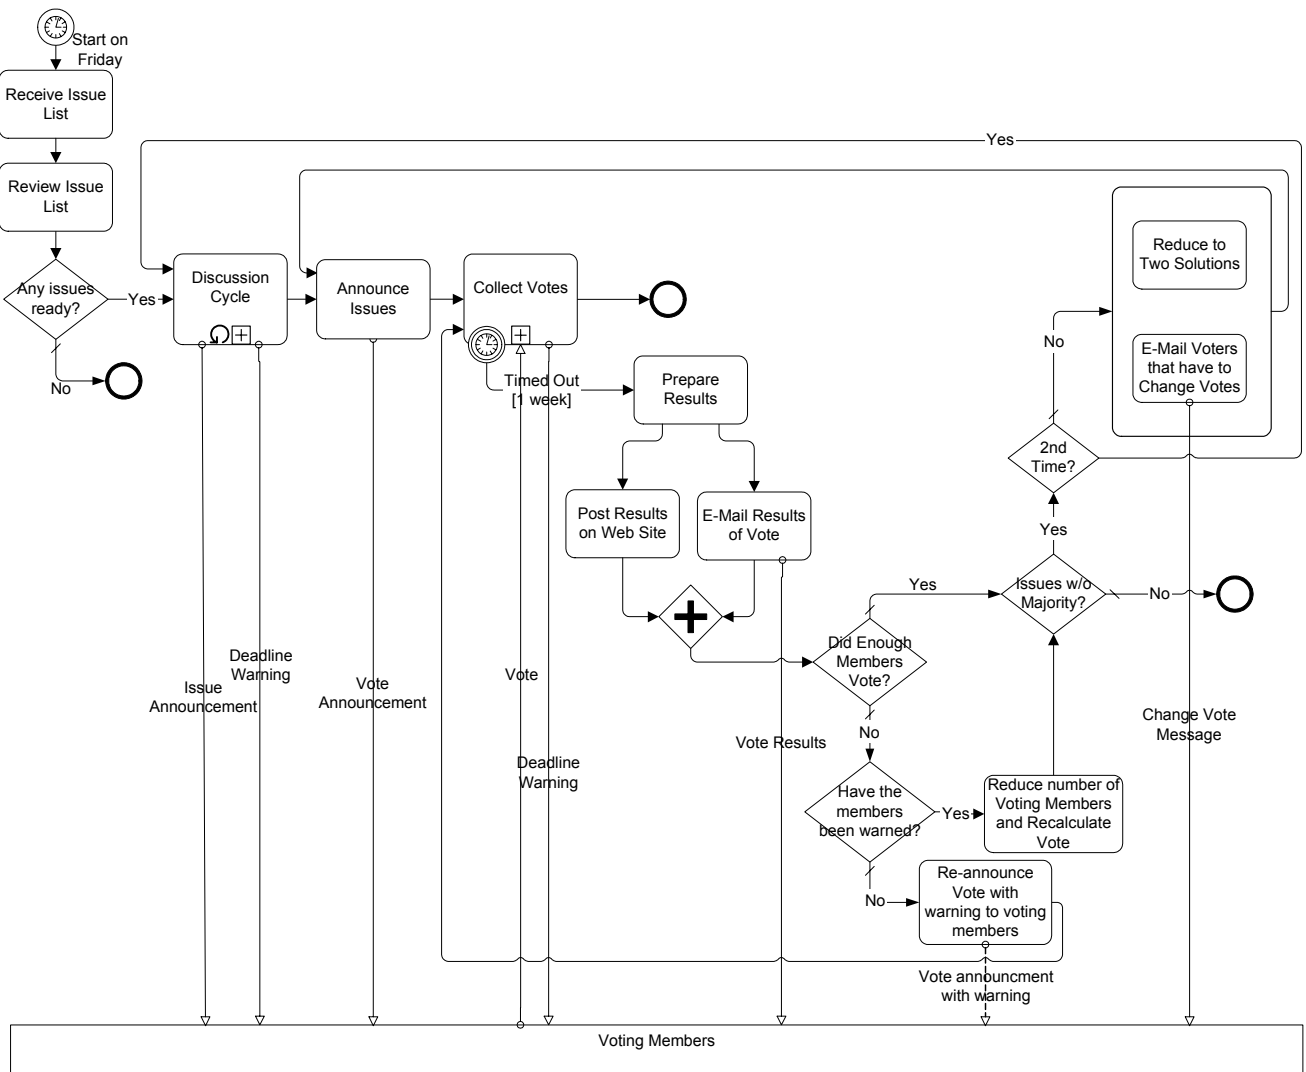 Start on
Friday
Receive Issue
List
Review Issue
List
Any issues
ready?
Yes
No
Discussion
Cycle
Announce
Issues
Collect Votes
Timed Out
[1 week]
Prepare
Results
Post Results
on Web Site
E-Mail Results
of Vote
Did Enough
Members
Vote?
Yes
No
Have the
members
been warned?
Yes
No
Reduce number of
Voting Members
and Recalculate
Vote
Re-announce
Vote with
warning to voting
members
Issues w/o
Majority?
Yes
No
2nd
Time?
No
Yes
Reduce to
Two Solutions
E-Mail Voters
that have to
Change Votes
Issue
Announcement
Deadline
Warning
Vote
Announcement
Vote
Deadline
Warning
Vote Results
Vote announcment
with warning
Change Vote
Message
Voting Members